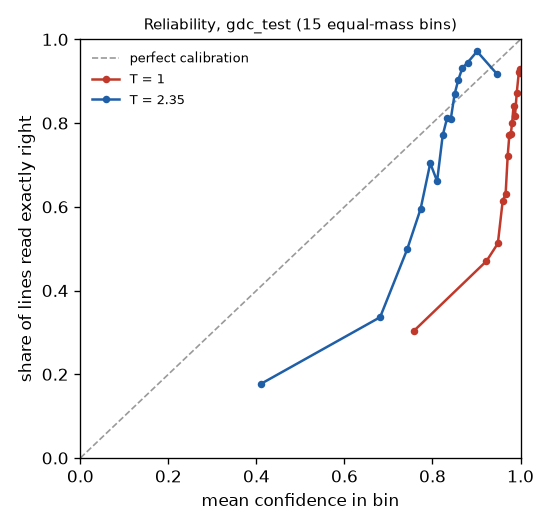 Reliability, gdc_test (15 equal-mass bins)
perfect calibration
T = 1
T = 2.35
share of lines read exactly right
1.0
0.8
0.6
0.4
0.2
0.0
0.0 0.2 0.4 0.6 0.8 1.0
mean confidence in bin